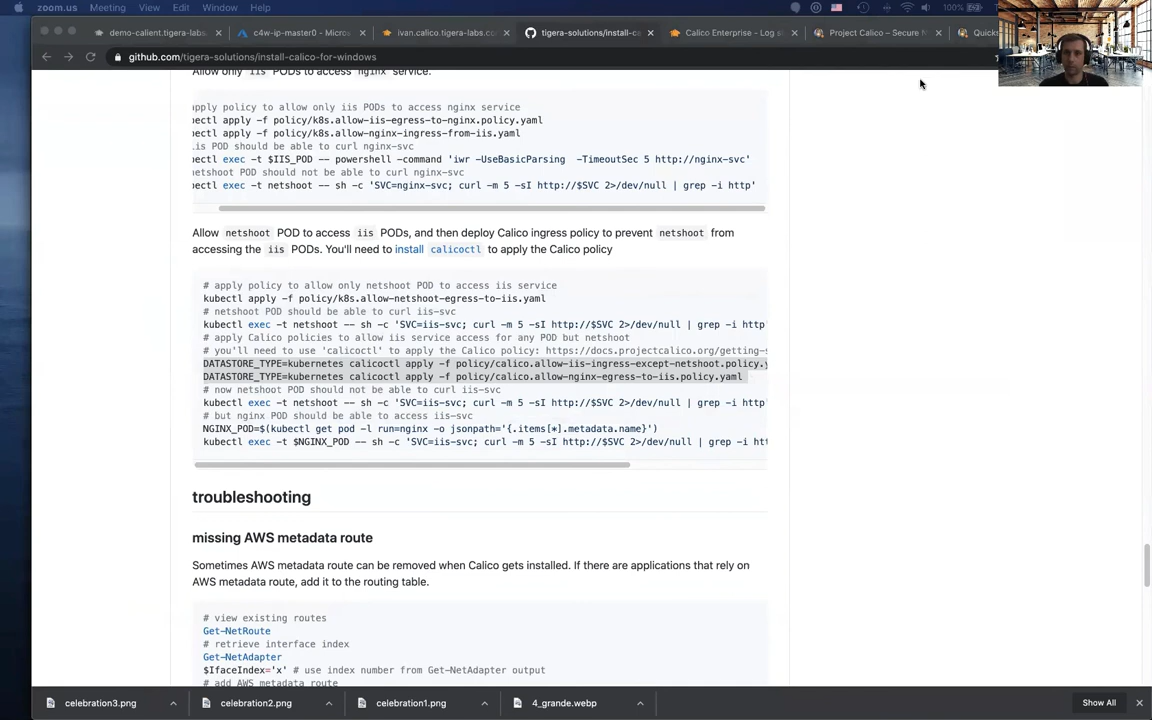 zoom.us Meeting View Edit Window Help 100%
demo-calient.tigera-labs. c4w-ip-master0 - Micros ivan.calico.tigera-labs.cc tigera-solutions/install-ca Calico Enterprise - Log Project Calico – Secure N Quicks
github.com/tigera-solutions/install-calico-for-windows
Allow only iis PODs to access nginx service.
apply policy to allow only iis PODs to access nginx service
ectl apply -f policy/k8s.allow-iis-egress-to-nginx.policy.yaml
ectl apply -f policy/k8s.allow-nginx-ingress-from-iis.yaml
iis POD should be able to curl nginx-svc
ectl exec -t $IIS_POD -- powershell -command 'iwr -UseBasicParsing -TimeoutSec 5 http://nginx-svc'
netshoot POD should not be able to curl nginx-svc
ectl exec -t netshoot -- sh -c 'SVC=nginx-svc; curl -m 5 -sI http://$SVC 2>/dev/null | grep -i http'
Allow netshoot POD to access iis PODs, and then deploy Calico ingress policy to prevent netshoot from
accessing the iis PODs. You'll need to install calicoctl to apply the Calico policy
# apply policy to allow only netshoot POD to access iis service
kubectl apply -f policy/k8s.allow-netshoot-egress-to-iis.yaml
# netshoot POD should be able to curl iis-svc
kubectl exec -t netshoot -- sh -c 'SVC=iis-svc; curl -m 5 -sI http://$SVC 2>/dev/null | grep -i http'
# apply Calico policies to allow iis service access for any POD but netshoot
# you'll need to use 'calicoctl' to apply the Calico policy: https://docs.projectcalico.org/getting-s
DATASTORE_TYPE=kubernetes calicoctl apply -f policy/calico.allow-iis-ingress-except-netshoot.policy.y
DATASTORE_TYPE=kubernetes calicoctl apply -f policy/calico.allow-nginx-egress-to-iis.policy.yaml
# now netshoot POD should not be able to curl iis-svc
kubectl exec -t netshoot -- sh -c 'SVC=iis-svc; curl -m 5 -sI http://$SVC 2>/dev/null | grep -i http'
# but nginx POD should be able to access iis-svc
NGINX_POD=$(kubectl get pod -l run=nginx -o jsonpath='{.items[*].metadata.name}')
kubectl exec -t $NGINX_POD -- sh -c 'SVC=iis-svc; curl -m 5 -sI http://$SVC 2>/dev/null | grep -i htt
troubleshooting
missing AWS metadata route
Sometimes AWS metadata route can be removed when Calico gets installed. If there are applications that rely on
AWS metadata route, add it to the routing table.
# view existing routes
Get-NetRoute
# retrieve interface index
Get-NetAdapter
$IfaceIndex='x' # use index number from Get-NetAdapter output
# add AWS metadata route
celebration3.png celebration2.png celebration1.png 4_grande.webp Show All